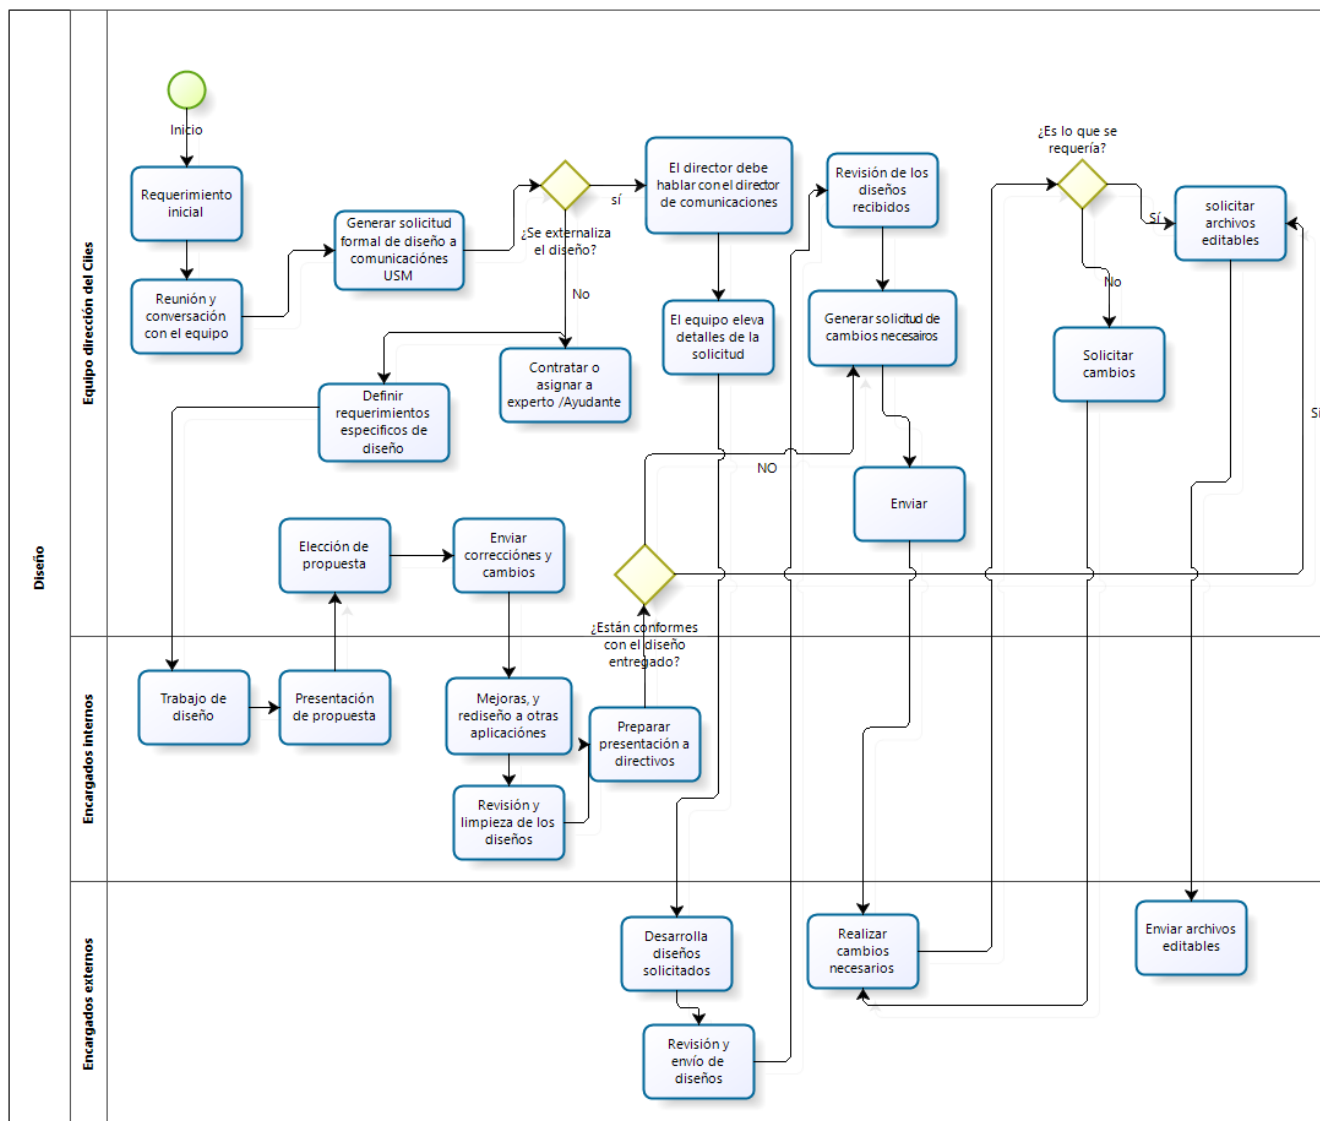 Diseño
Equipo dirección del Ciies
Encargados internos
Encargados externos
Inicio
Requerimiento
inicial
Reunión y
conversación
con el equipo
Generar solicitud
formal de diseño a
comunicaciónes
USM
¿Se externaliza
el diseño?
sí
No
El director debe
hablar con el director
de comunicaciones
El equipo eleva
detalles de la
solicitud
Contratar o
asignar a
experto /Ayudante
Definir
requerimientos
especificos de
diseño
Revisión de los
diseños
recibidos
Generar solicitud de
cambios necesairos
Enviar
¿Es lo que se
requería?
Sí
No
solicitar
archivos
editables
Solicitar
cambios
Sí
NO
Elección de
propuesta
Enviar
correcciónes y
cambios
¿Están conformes
con el diseño
entregado?
Trabajo de
diseño
Presentación
de propuesta
Mejoras, y
rediseño a otras
aplicaciónes
Revisión y
limpieza de los
diseños
Preparar
presentación a
directivos
Desarrolla
diseños
solicitados
Revisión y
envío de
diseños
Realizar
cambios
necesarios
Enviar archivos
editables